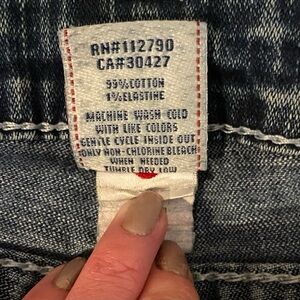 RN#112790
CA#30427
99%COTTON
1%ELASTINE
MACHINE WASH COLD
WITH LIKE COLORS
GENTLE CYCLE INSIDE OUT
ONLY NON-CHLORINE BLEACH
WHEN NEEDED
TUMBLE DRY LOW